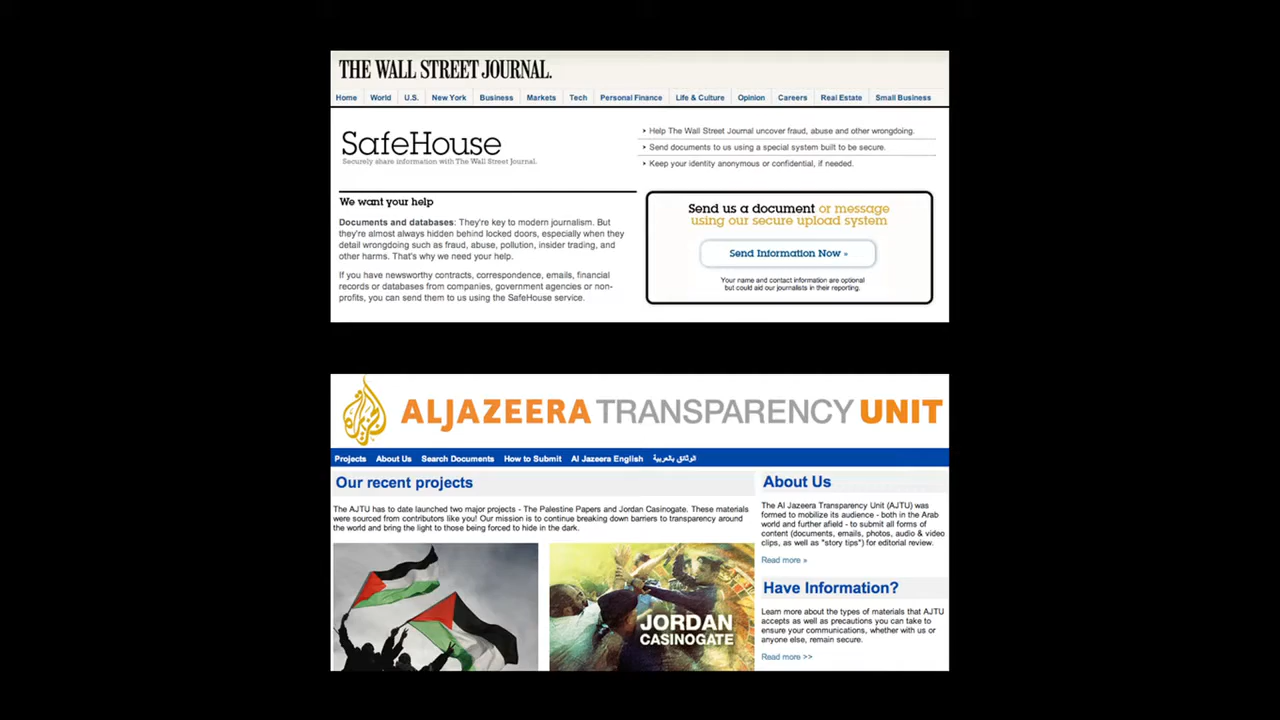 THE WALL STREET JOURNAL.
Home World U.S. New York Business Markets Tech Personal Finance Life & Culture Opinion Careers Real Estate Small Business
SafeHouse
Securely share information with The Wall Street Journal.
Help The Wall Street Journal uncover fraud, abuse and other wrongdoing.
Send documents to us using a special system built to be secure.
Keep your identity anonymous or confidential, if needed.
We want your help
Documents and databases: They're key to modern journalism. But
they're almost always hidden behind locked doors, especially when they
detail wrongdoing such as fraud, abuse, pollution, insider trading, and
other harms. That's why we need your help.
If you have newsworthy contracts, correspondence, emails, financial
records or databases from companies, government agencies or non-
profits, you can send them to us using the SafeHouse service.
Send us a document or message
using our secure upload system
Send Information Now »
Your name and contact information are optional
but could aid our journalists in their reporting.
ALJAZEERA TRANSPARENCY UNIT
Projects About Us Search Documents How to Submit Al Jazeera English الوثائق بالعربية
Our recent projects
The AJTU has to date launched two major projects - The Palestine Papers and Jordan Casinogate. These materials
were sourced from contributors like you! Our mission is to continue breaking down barriers to transparency around
the world and bring the light to those being forced to hide in the dark.
JORDAN
CASINOGATE
About Us
The Al Jazeera Transparency Unit (AJTU) was
formed to mobilize its audience - both in the Arab
world and further afield - to submit all forms of
content (documents, emails, photos, audio & video
clips, as well as "story tips") for editorial review.
Read more »
Have Information?
Learn more about the types of materials that AJTU
accepts as well as precautions you can take to
ensure your communications, whether with us or
anyone else, remain secure.
Read more >>